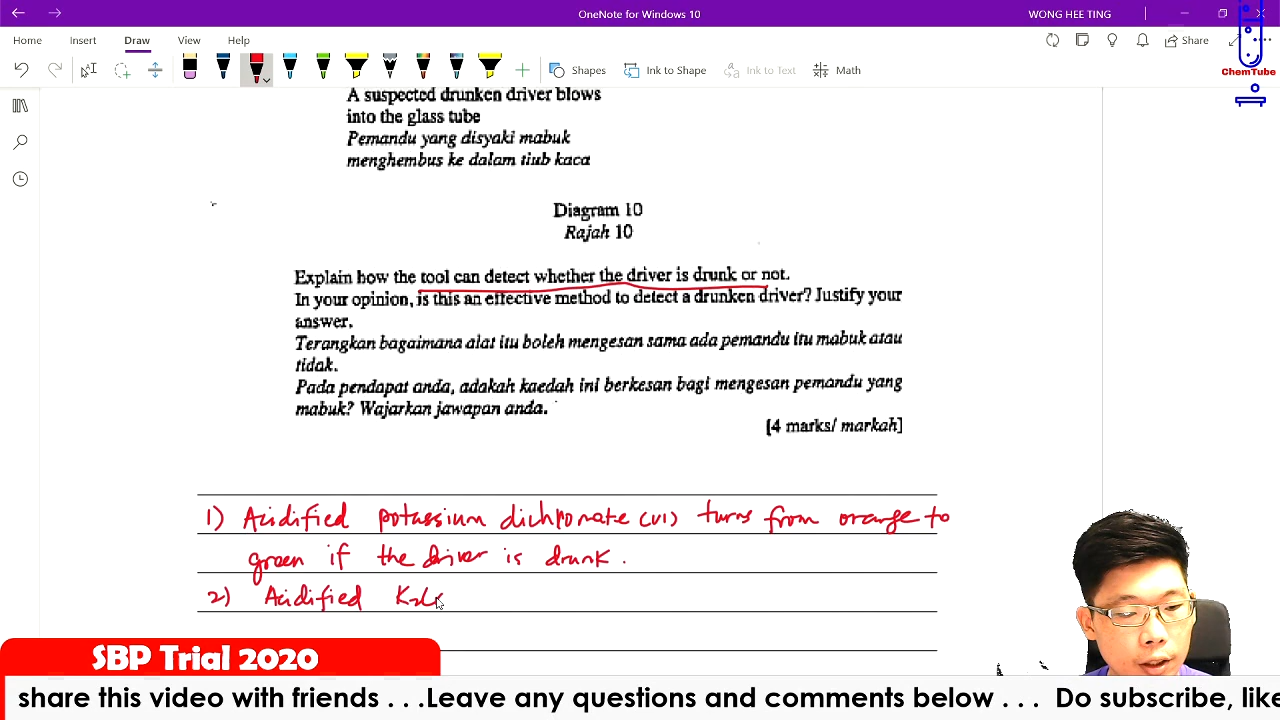 OneNote for Windows 10
WONG HEE TING
Home Insert Draw View Help
Share
Shapes Ink to Shape Ink to Text Math
ChemTube
A suspected drunken driver blows
into the glass tube
Pemandu yang disyaki mabuk
menghembus ke dalam tiub kaca
Diagram 10
Rajah 10
Explain how the tool can detect whether the driver is drunk or not.
In your opinion, is this an effective method to detect a drunken driver? Justify your
answer.
Terangkan bagaimana alat itu boleh mengesan sama ada pemandu itu mabuk atau
tidak.
Pada pendapat anda, adakah kaedah ini berkesan bagi mengesan pemandu yang
mabuk? Wajarkan jawapan anda.
[4 marks/ markah]
1) Acidified potassium dichromate (VI) turns from orange to
green if the driver is drunk.
2) Acidified
SBP Trial 2020
share this video with friends . . .Leave any questions and comments below . . . Do subscribe, like